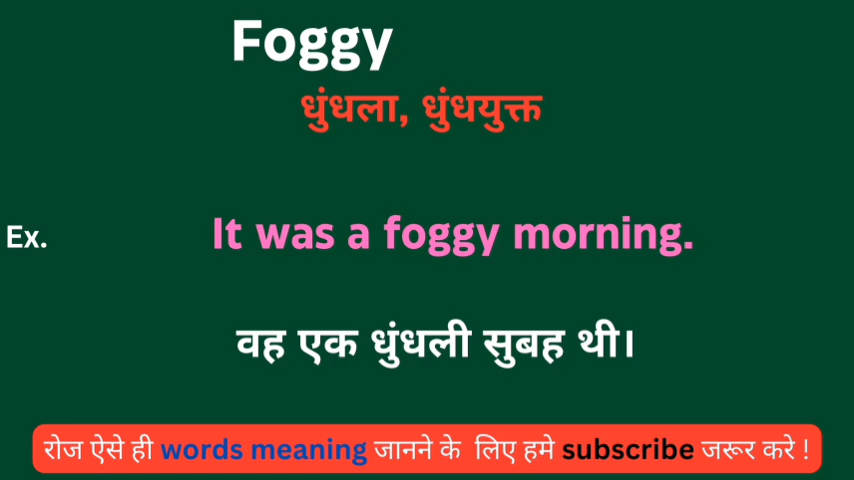 Foggy
धुंधला, धुंधयुक्त
Ex. It was a foggy morning.
वह एक धुंधली सुबह थी।
रोज ऐसे ही words meaning जानने के लिए हमे subscribe जरूर करे !